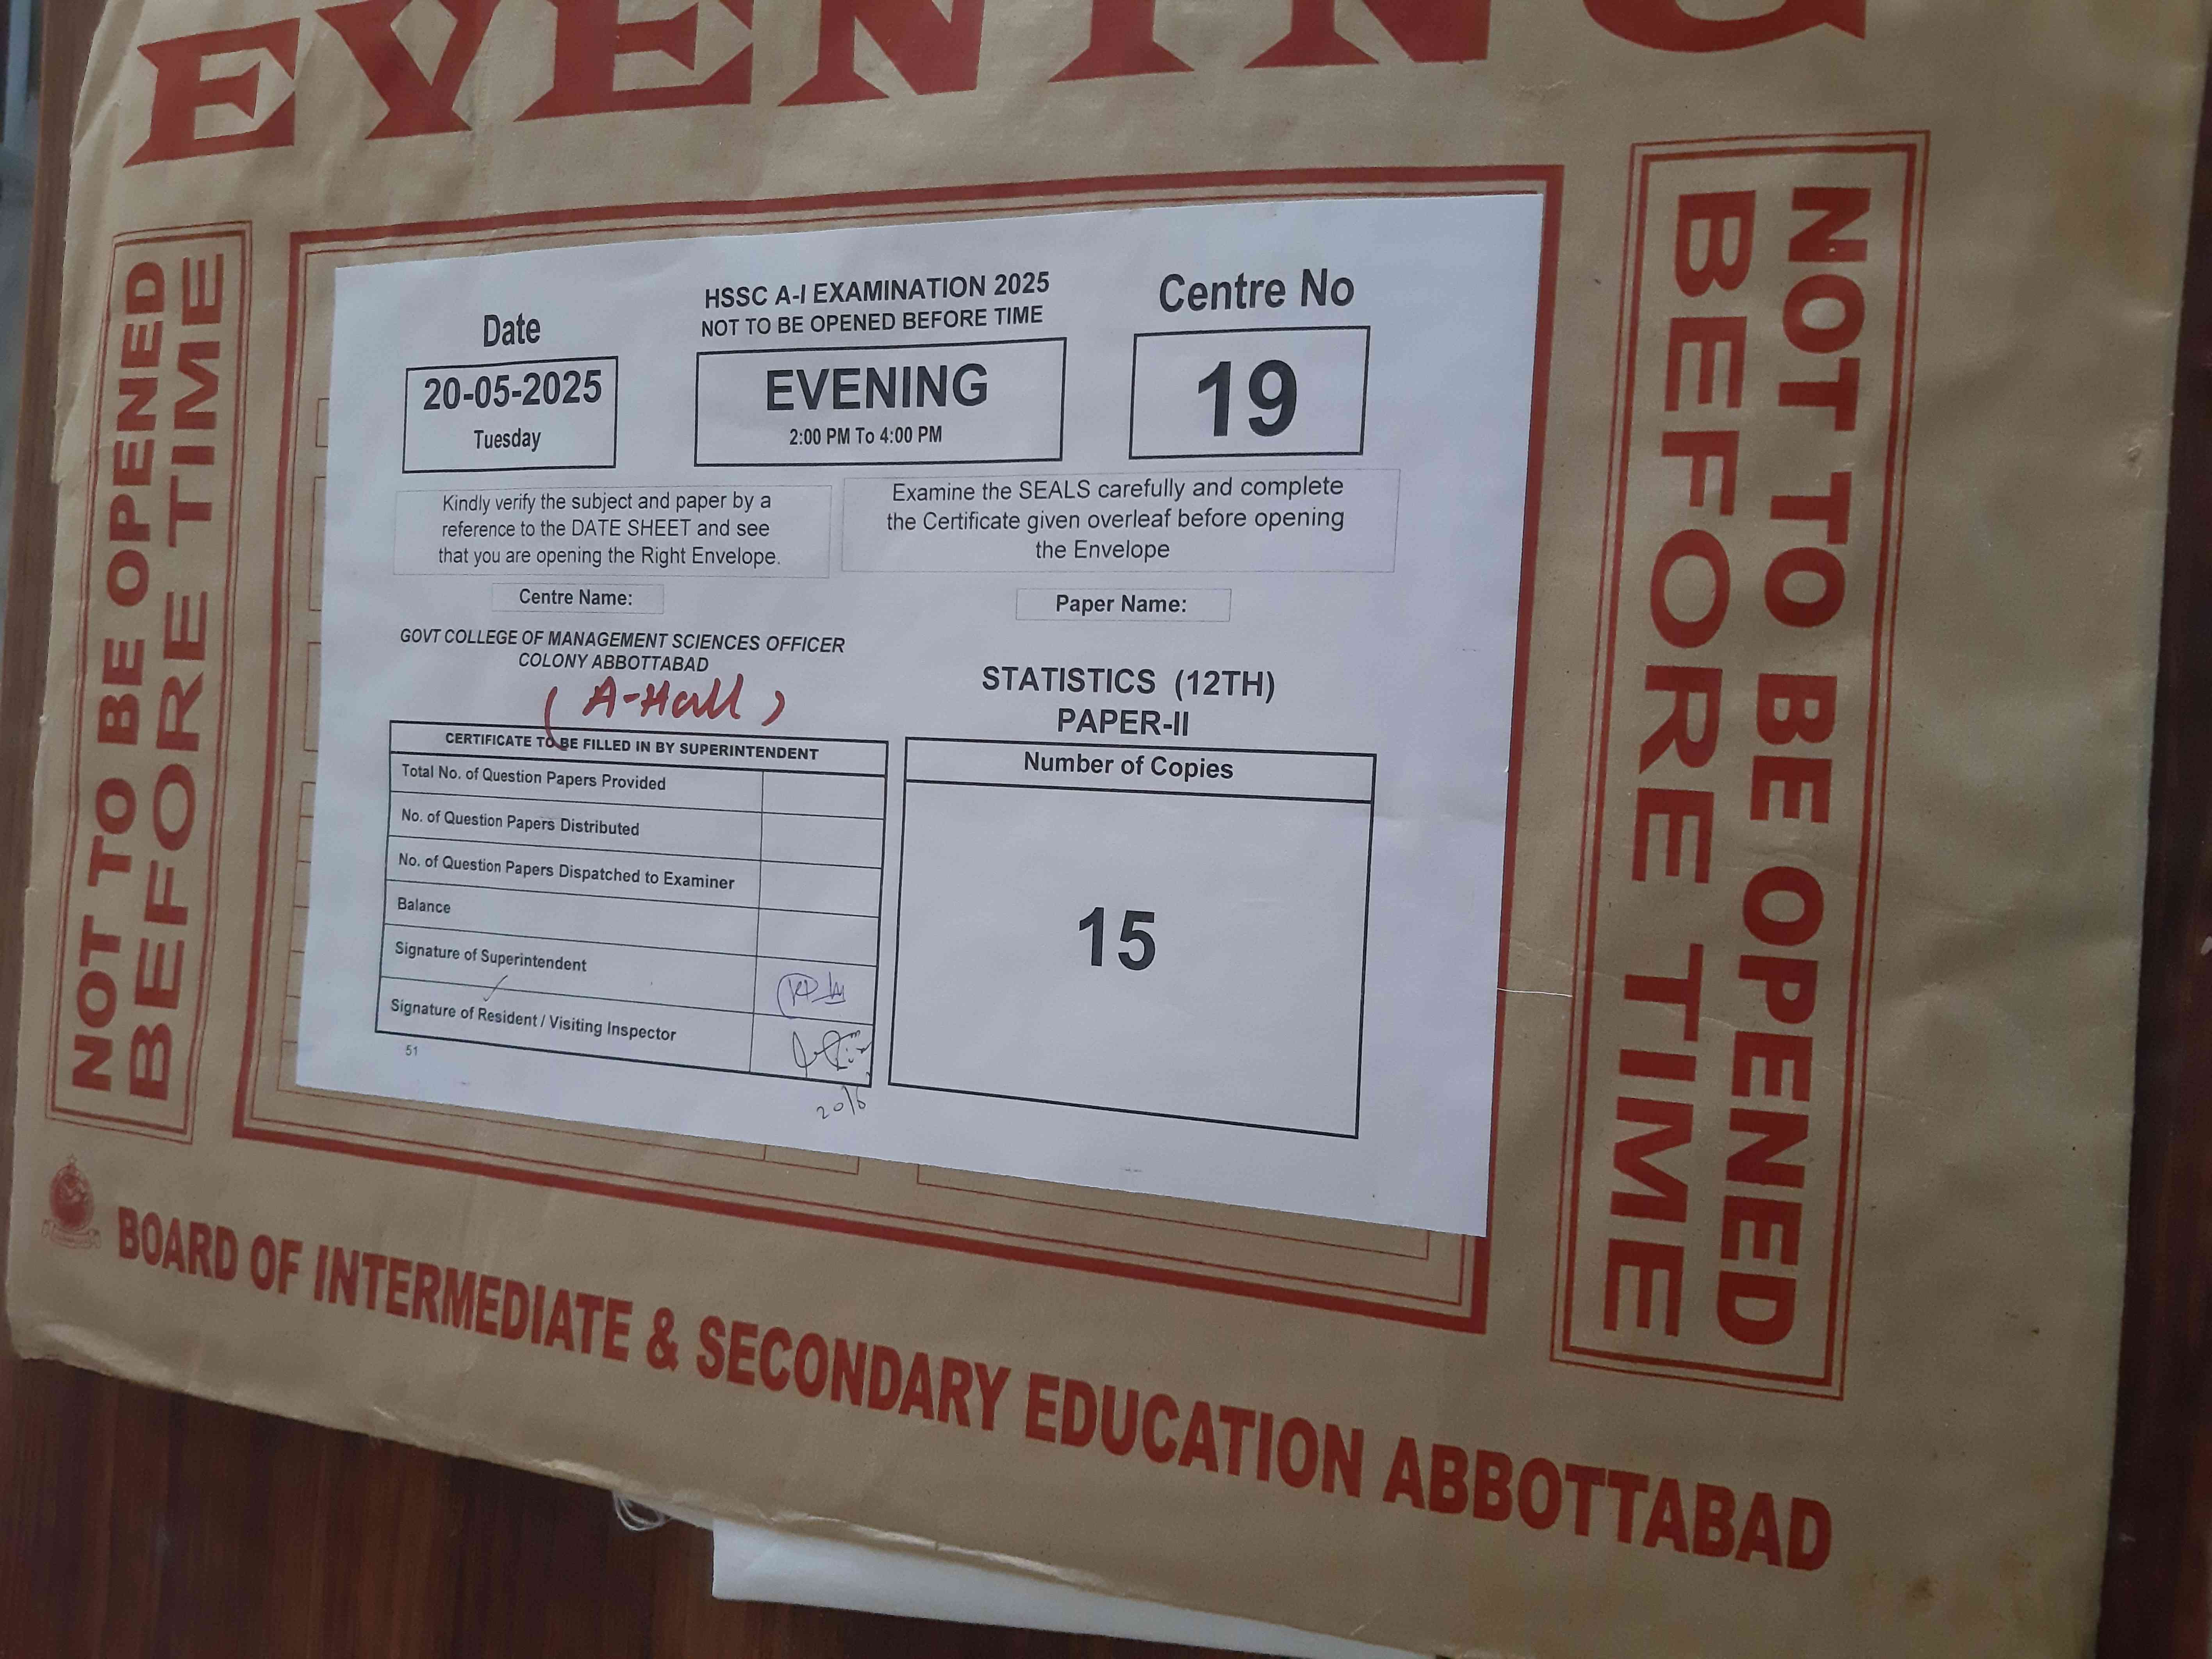 EVENING
NOT TO BE OPENED
BEFORE TIME
Date
20-05-2025
Tuesday
HSSC A-I EXAMINATION 2025
NOT TO BE OPENED BEFORE TIME
EVENING
2:00 PM To 4:00 PM
Centre No
19
Kindly verify the subject and paper by a
reference to the DATE SHEET and see
that you are opening the Right Envelope.
Examine the SEALS carefully and complete
the Certificate given overleaf before opening
the Envelope
Centre Name:
GOVT COLLEGE OF MANAGEMENT SCIENCES OFFICER
COLONY ABBOTTABAD
(A-Hall)
Paper Name:
STATISTICS (12TH)
PAPER-II
CERTIFICATE TO BE FILLED IN BY SUPERINTENDENT
Total No. of Question Papers Provided
No. of Question Papers Distributed
No. of Question Papers Dispatched to Examiner
Balance
Signature of Superintendent
Signature of Resident / Visiting Inspector
51
Number of Copies
15
NOT TO BE OPENED
BEFORE TIME
BOARD OF INTERMEDIATE & SECONDARY EDUCATION ABBOTTABAD